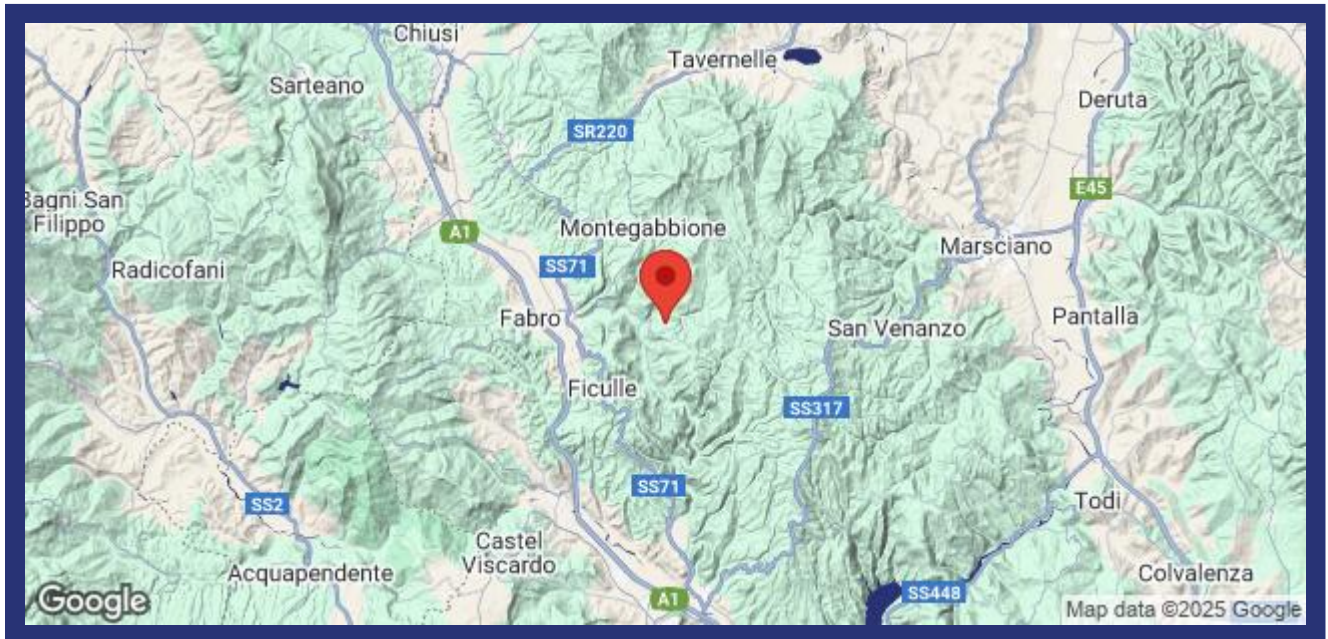 Chiusi
Tavernelle
Sarteano
Deruta
SR220
E45
Bagni San
Filippo
Montegabbione
A1
Marsciano
SS71
Radicofani
Fabro
Pantalla
San Venanzo
Ficulle
SS317
SS71
SS2
Todi
Castel
Viscardo
Acquapendente
Colvalenza
SS448
A1
Google
Map data ©2025 Google